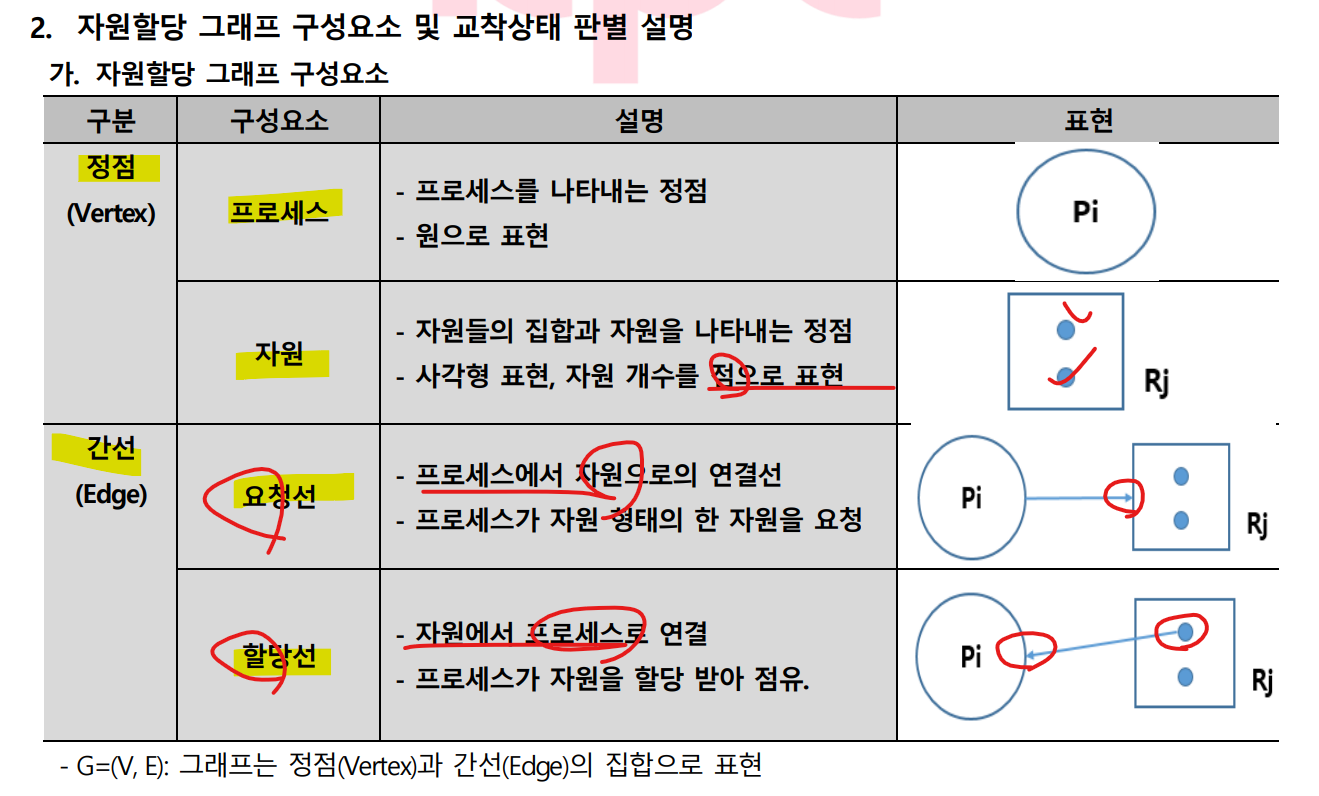 2. 자원할당 그래프 구성요소 및 교착상태 판별 설명
가. 자원할당 그래프 구성요소
구분 구성요소 설명 표현
정점
(Vertex)
프로세스
- 프로세스를 나타내는 정점
- 원으로 표현
Pi
자원
- 자원들의 집합과 자원을 나타내는 정점
- 사각형 표현, 자원 개수를 점으로 표현
Rj
간선
(Edge)
요청선
- 프로세스에서 자원으로의 연결선
- 프로세스가 자원 형태의 한 자원을 요청
Pi
Rj
할당선
- 자원에서 프로세스로 연결
- 프로세스가 자원을 할당 받아 점유.
Pi
Rj
- G=(V, E): 그래프는 정점(Vertex)과 간선(Edge)의 집합으로 표현